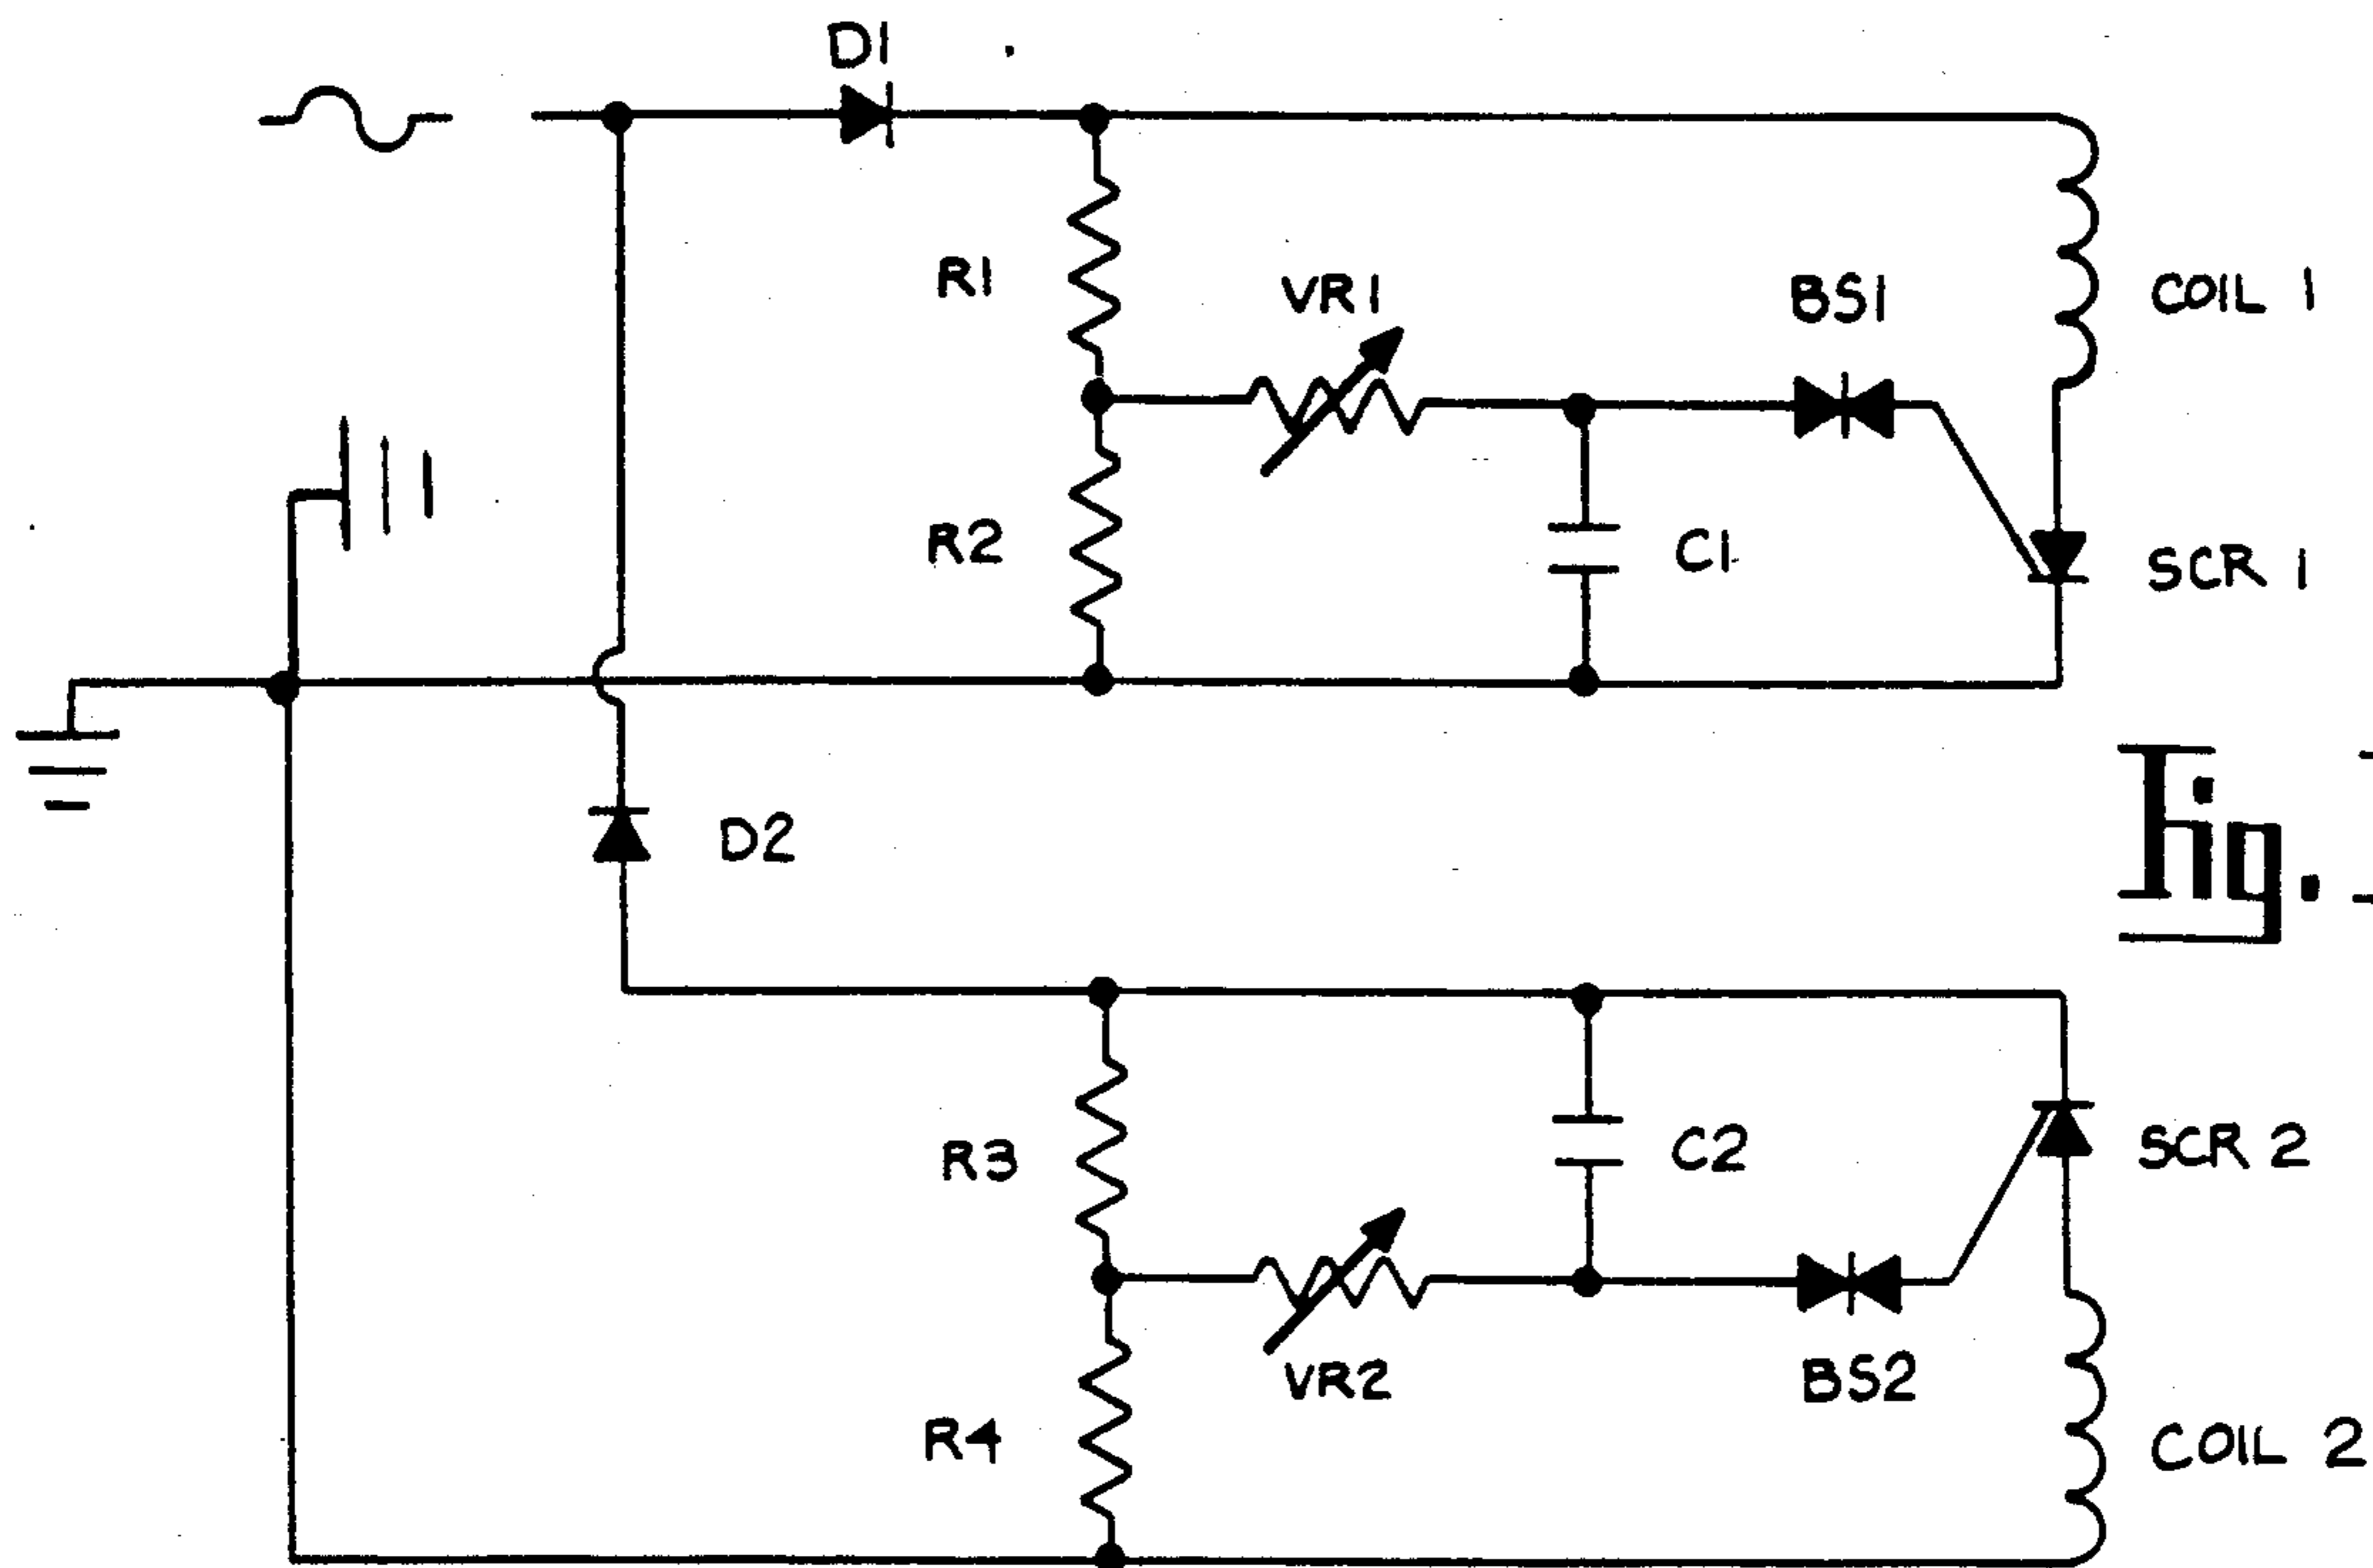 D1
R1
VR1
BS1
COIL 1
R2
C1
SCR 1
D2
Fig.
R3
C2
SCR 2
VR2
BS2
R4
COIL 2